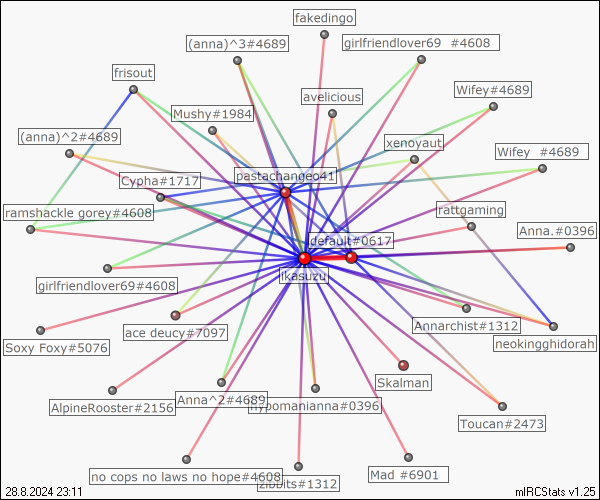 fakedingo
(anna)^3#4689
girlfriendlover69 #4608
frisout
Wifey#4689
avelicious
Mushy#1984
(anna)^2#4689
xenoyaut
Wifey #4689
pastachangeo41
Cypha#1717
ramshackle gorey#4608
rattgaming
Anna.#0396
default#0617
ikasuzu
girlfriendlover69#4608
ace deucy#7097
Annarchist#1312
neokingghidorah
Soxy Foxy#5076
Skalman
AlpineRooster#2156
Anna^2#4689
hypomanianna#0396
Toucan#2473
no cops no laws no hope#4608
zibbits#1312
Mad #6901
28.8.2024 23:11
mIRCStats v1.25